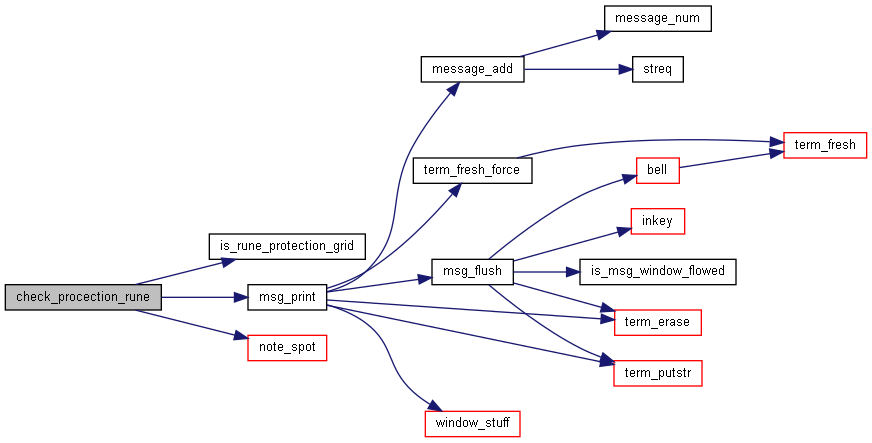 message_num
message_add
streq
term_fresh
term_fresh_force
bell
inkey
is_rune_protection_grid
msg_flush
is_msg_window_flowed
check_procection_rune
msg_print
term_erase
note_spot
term_putstr
window_stuff